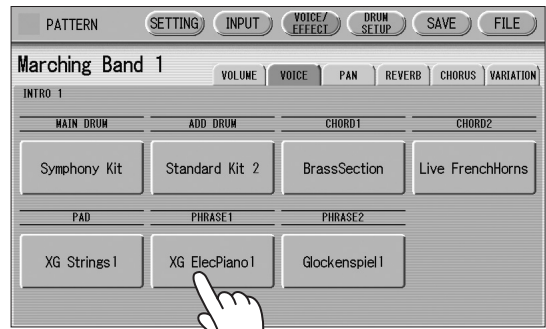 PATTERN SETTING INPUT VOICE/ EFFECT DRUM SETUP SAVE FILE
Marching Band 1 VOLUME VOICE PAN REVERB CHORUS VARIATION
INTRO 1
MAIN DRUM ADD DRUM CHORD1 CHORD2
Symphony Kit Standard Kit 2 BrassSection Live FrenchHorns
PAD PHRASE1 PHRASE2
XG Strings1 XG ElecPiano1 Glockenspiel1